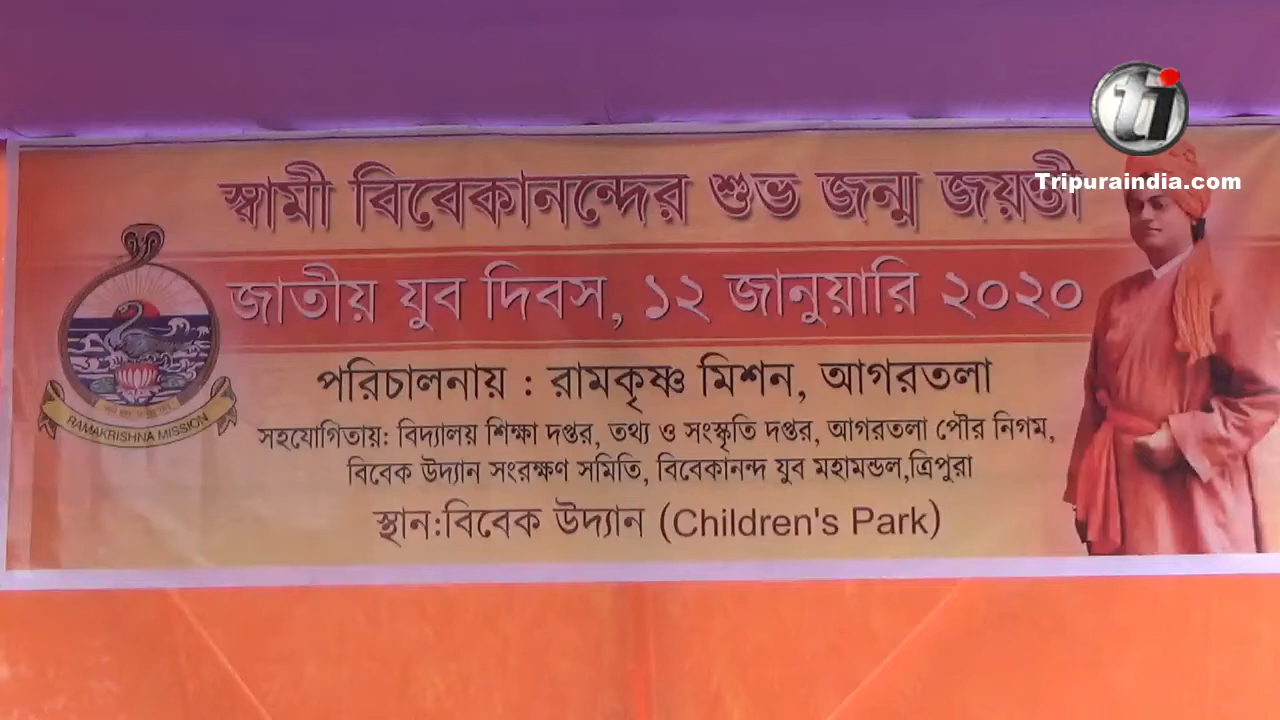 Tripuraindia.com
স্বামী বিবেকানন্দের শুভ জন্ম জয়ন্তী
জাতীয় যুব দিবস, ১২ জানুয়ারি ২০২০
পরিচালনায় : রামকৃষ্ণ মিশন, আগরতলা
সহযোগিতায়: বিদ্যালয় শিক্ষা দপ্তর, তথ্য ও সংস্কৃতি দপ্তর, আগরতলা পৌর নিগম,
বিবেক উদ্যান সংরক্ষণ সমিতি, বিবেকানন্দ যুব মহামন্ডল,ত্রিপুরা
স্থান:বিবেক উদ্যান (Children's Park)
RAMAKRISHNA MISSION